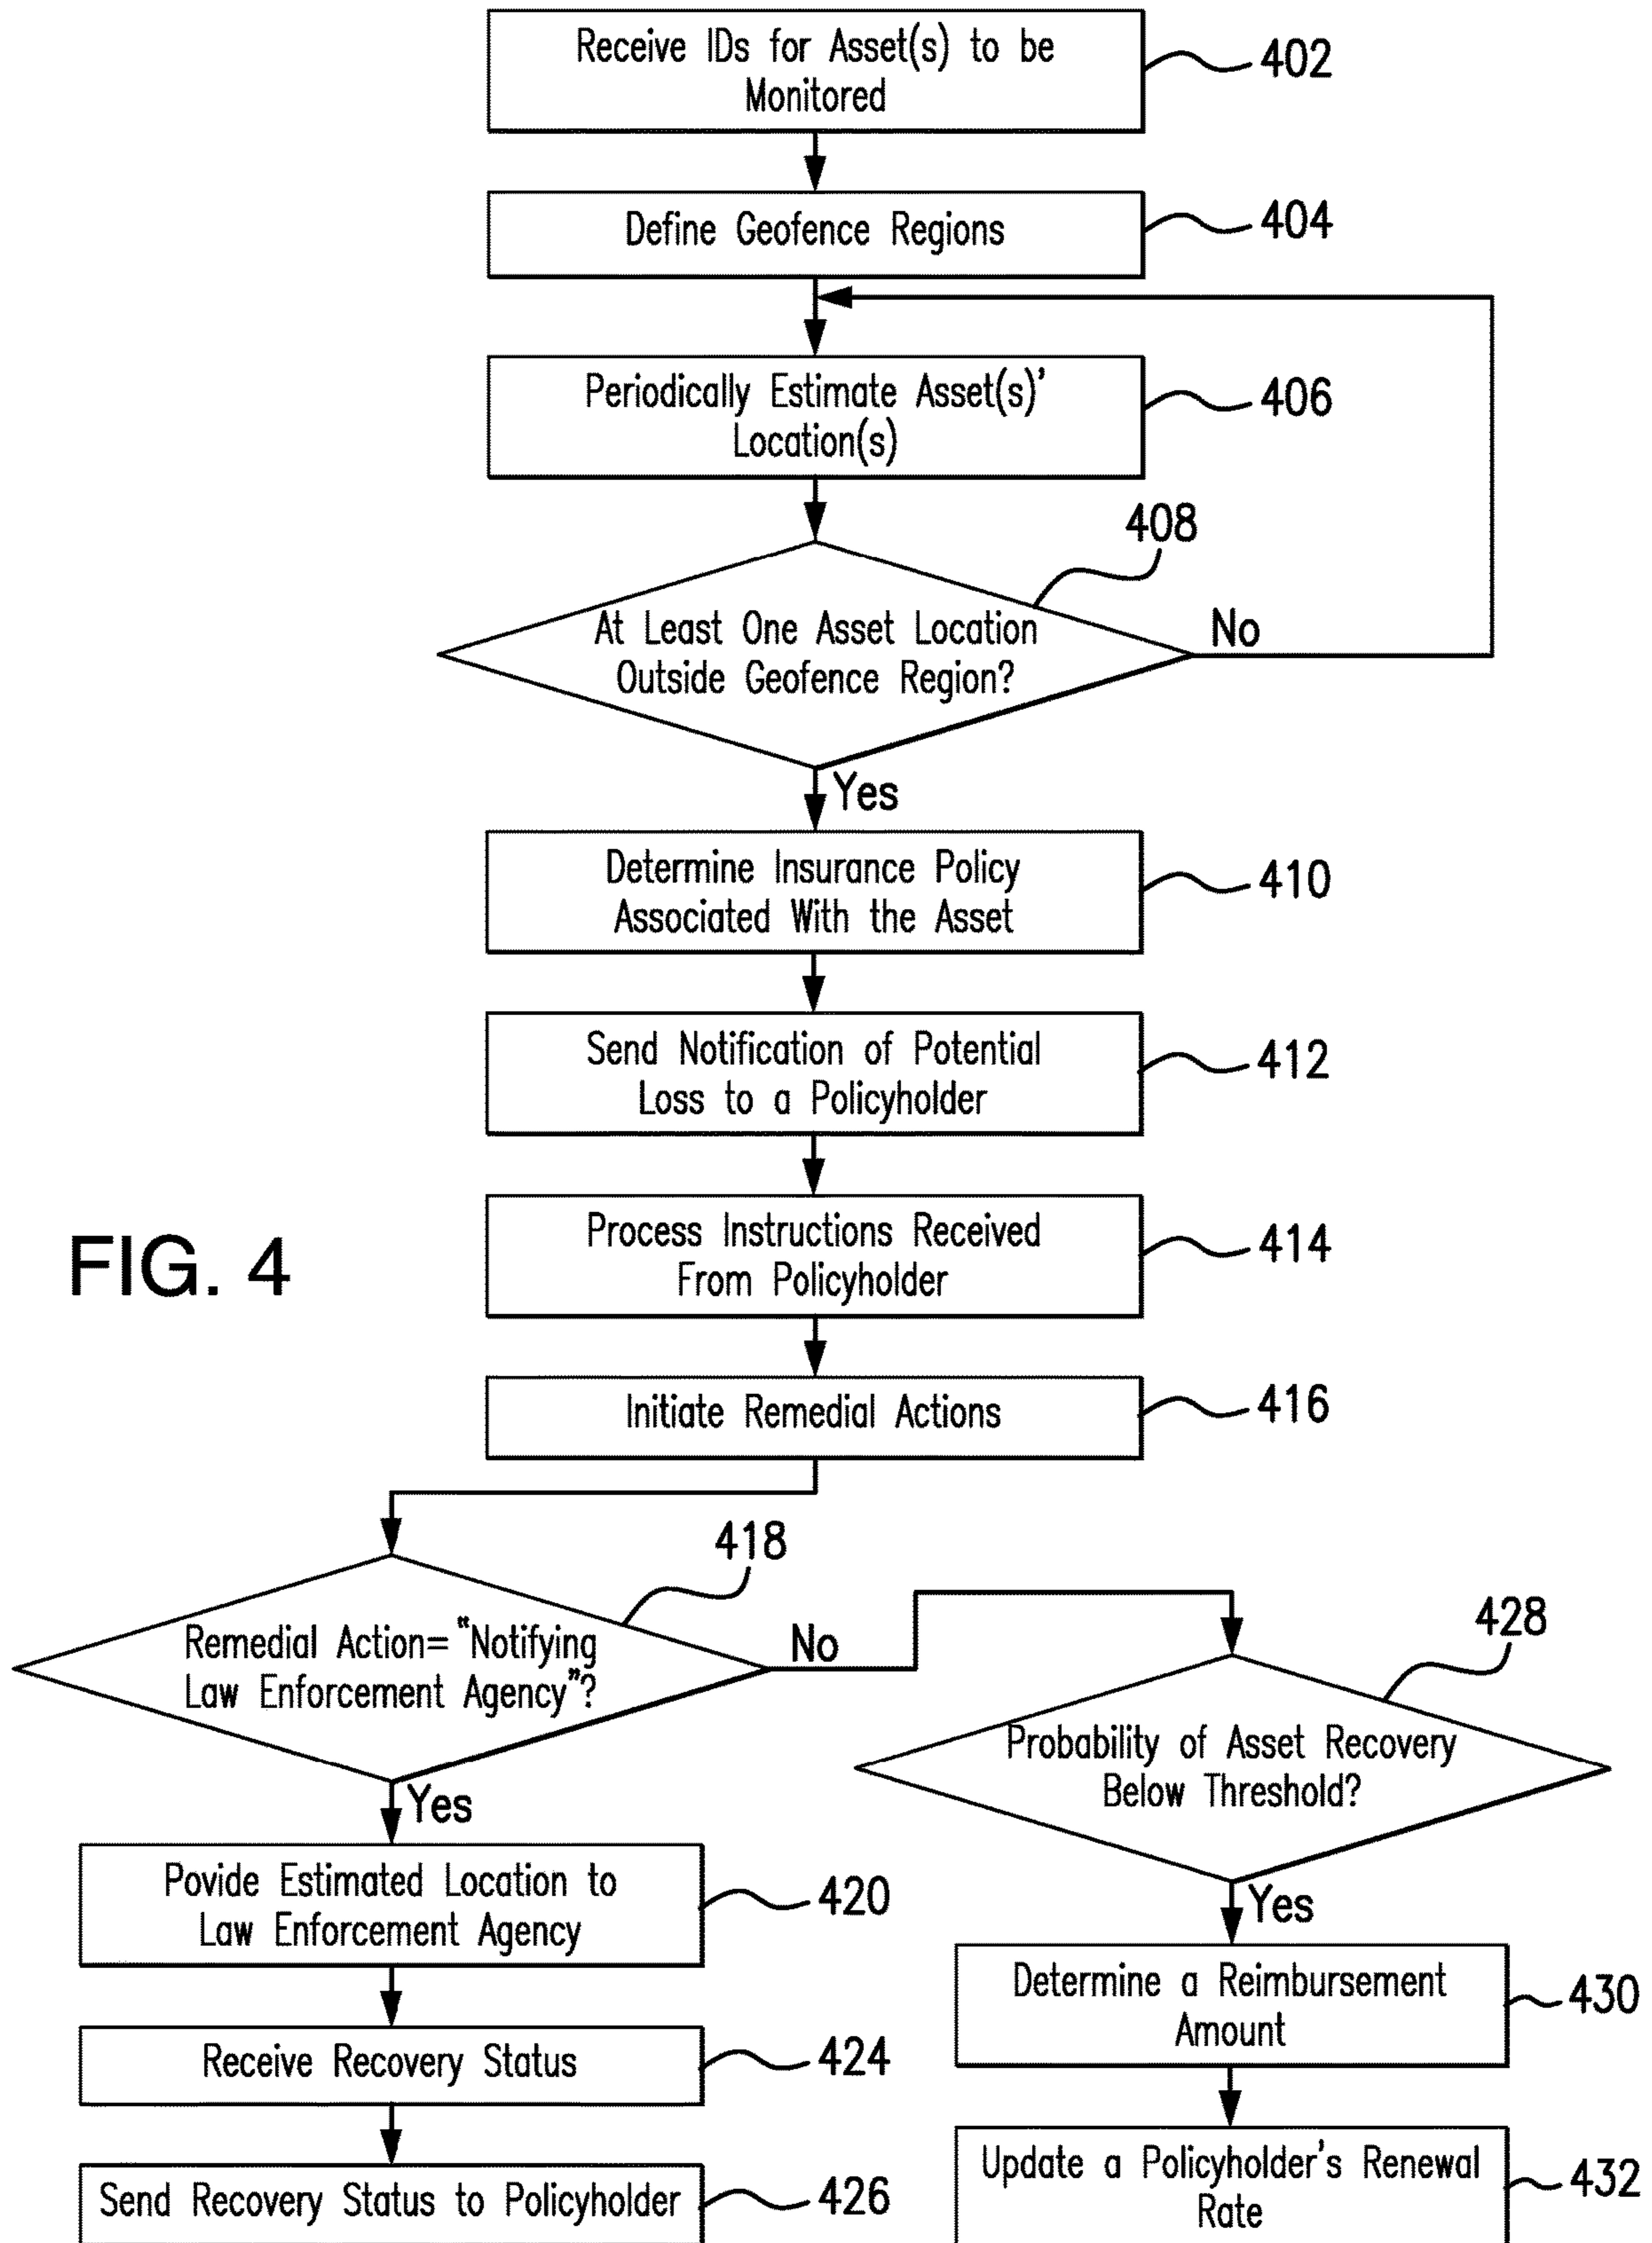 Receive IDs for Asset(s) to be
Monitored
402
Define Geofence Regions
404
Periodically Estimate Asset(s)'
Location(s)
406
408
At Least One Asset Location
Outside Geofence Region?
No
Yes
Determine Insurance Policy
Associated With the Asset
410
Send Notification of Potential
Loss to a Policyholder
412
Process Instructions Received
From Policyholder
414
FIG. 4
Initiate Remedial Actions
416
418
Remedial Action= "Notifying
Law Enforcement Agency"?
No
428
Probability of Asset Recovery
Below Threshold?
Yes
Povide Estimated Location to
Law Enforcement Agency
420
Yes
Determine a Reimbursement
Amount
430
Receive Recovery Status
424
Send Recovery Status to Policyholder
426
Update a Policyholder's Renewal
Rate
432